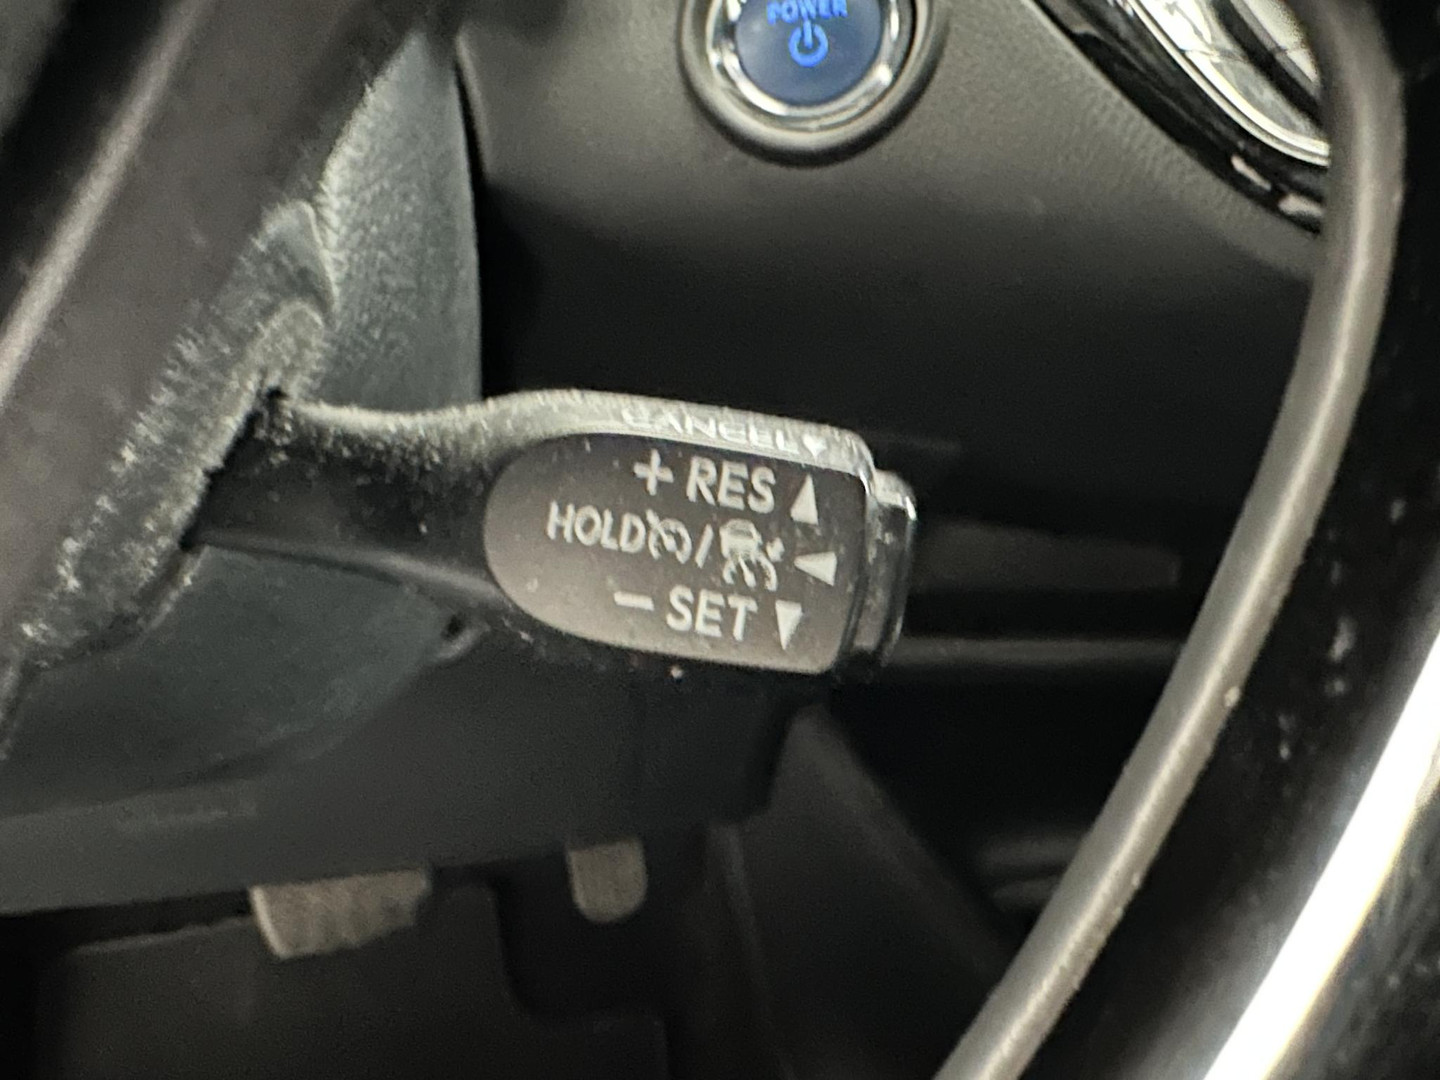 POWER
CANCEL
+ RES ▲
HOLD / ◀
− SET ▼